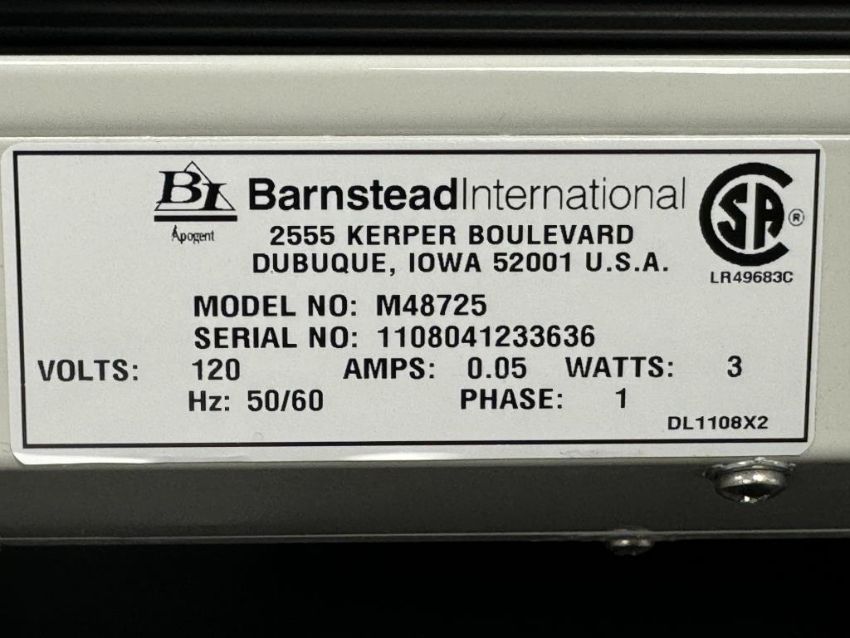 BI BarnsteadInternational
Apogent
2555 KERPER BOULEVARD
DUBUQUE, IOWA 52001 U.S.A.
SA ®
LR49683C
MODEL NO: M48725
SERIAL NO: 1108041233636
VOLTS: 120 AMPS: 0.05 WATTS: 3
Hz: 50/60 PHASE: 1
DL1108X2